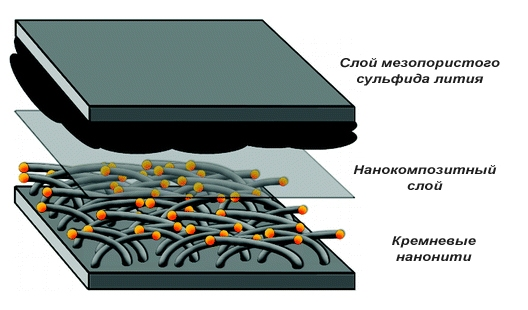 Слой мезопористого
сульфида лития
Нанокомпозитный
слой
Кремневые
нанонити